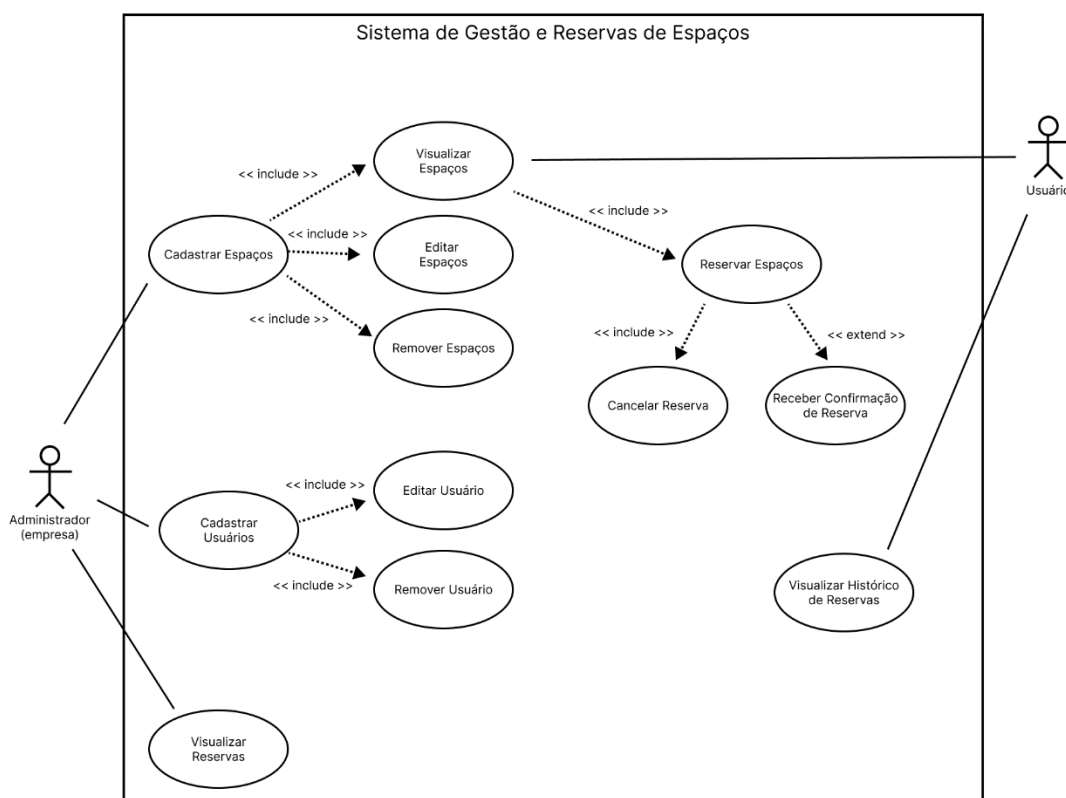 Sistema de Gestão e Reservas de Espaços
Visualizar
Espaços
Usuário
<< include >>
<< include >>
Cadastrar Espaços
<< include >>
Editar
Espaços
Reservar Espaços
<< include >>
Remover Espaços
<< include >>
<< extend >>
Cancelar Reserva
Receber Confirmação
de Reserva
Administrador
(empresa)
Cadastrar
Usuários
<< include >>
Editar Usuário
<< include >>
Remover Usuário
Visualizar Histórico
de Reservas
Visualizar
Reservas